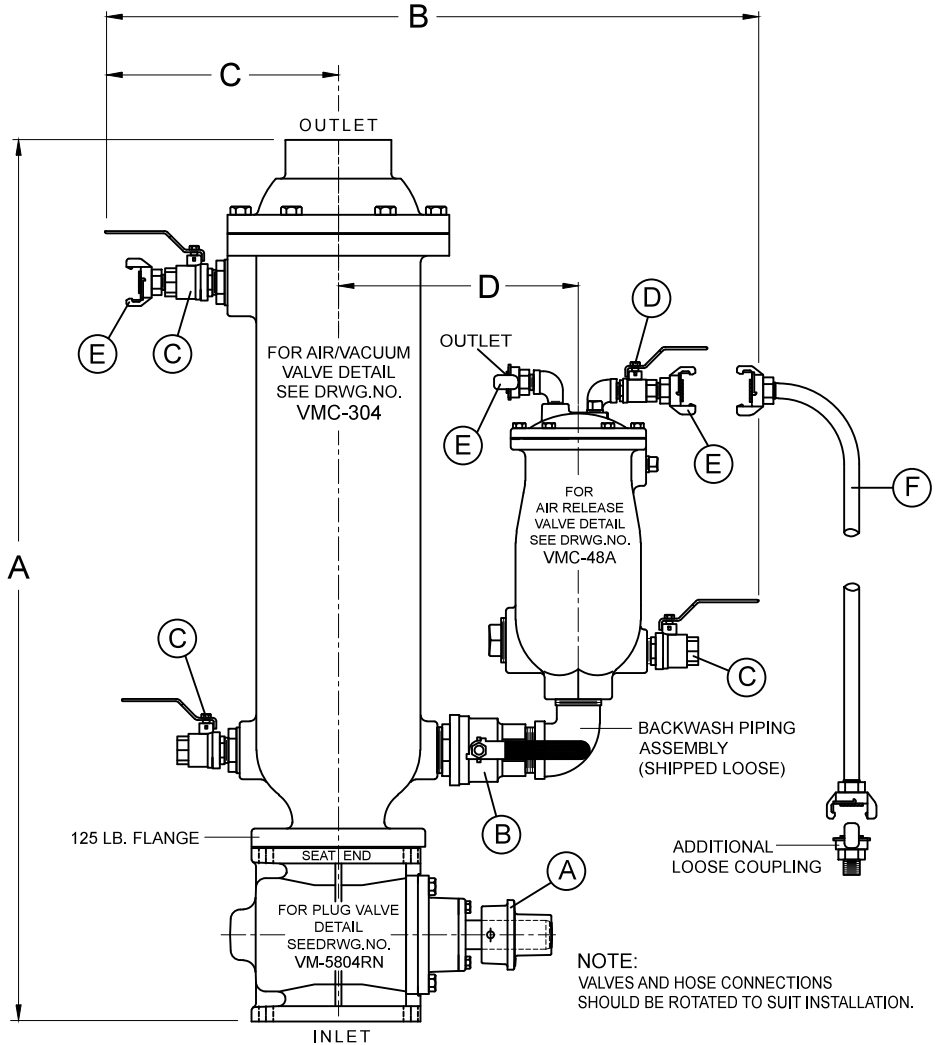 B
C
OUTLET
D
D
E
C
FOR AIR/VACUUM
VALVE DETAIL
SEE DRWG.NO.
VMC-304
OUTLET
E
E
F
FOR
AIR RELEASE
VALVE DETAIL
SEE DRWG.NO.
VMC-48A
A
C
C
BACKWASH PIPING
ASSEMBLY
(SHIPPED LOOSE)
B
125 LB. FLANGE
SEAT END
ADDITIONAL
LOOSE COUPLING
A
FOR PLUG VALVE
DETAIL
SEEDRWG.NO.
VM-5804RN
NOTE:
VALVES AND HOSE CONNECTIONS
SHOULD BE ROTATED TO SUIT INSTALLATION.
INLET